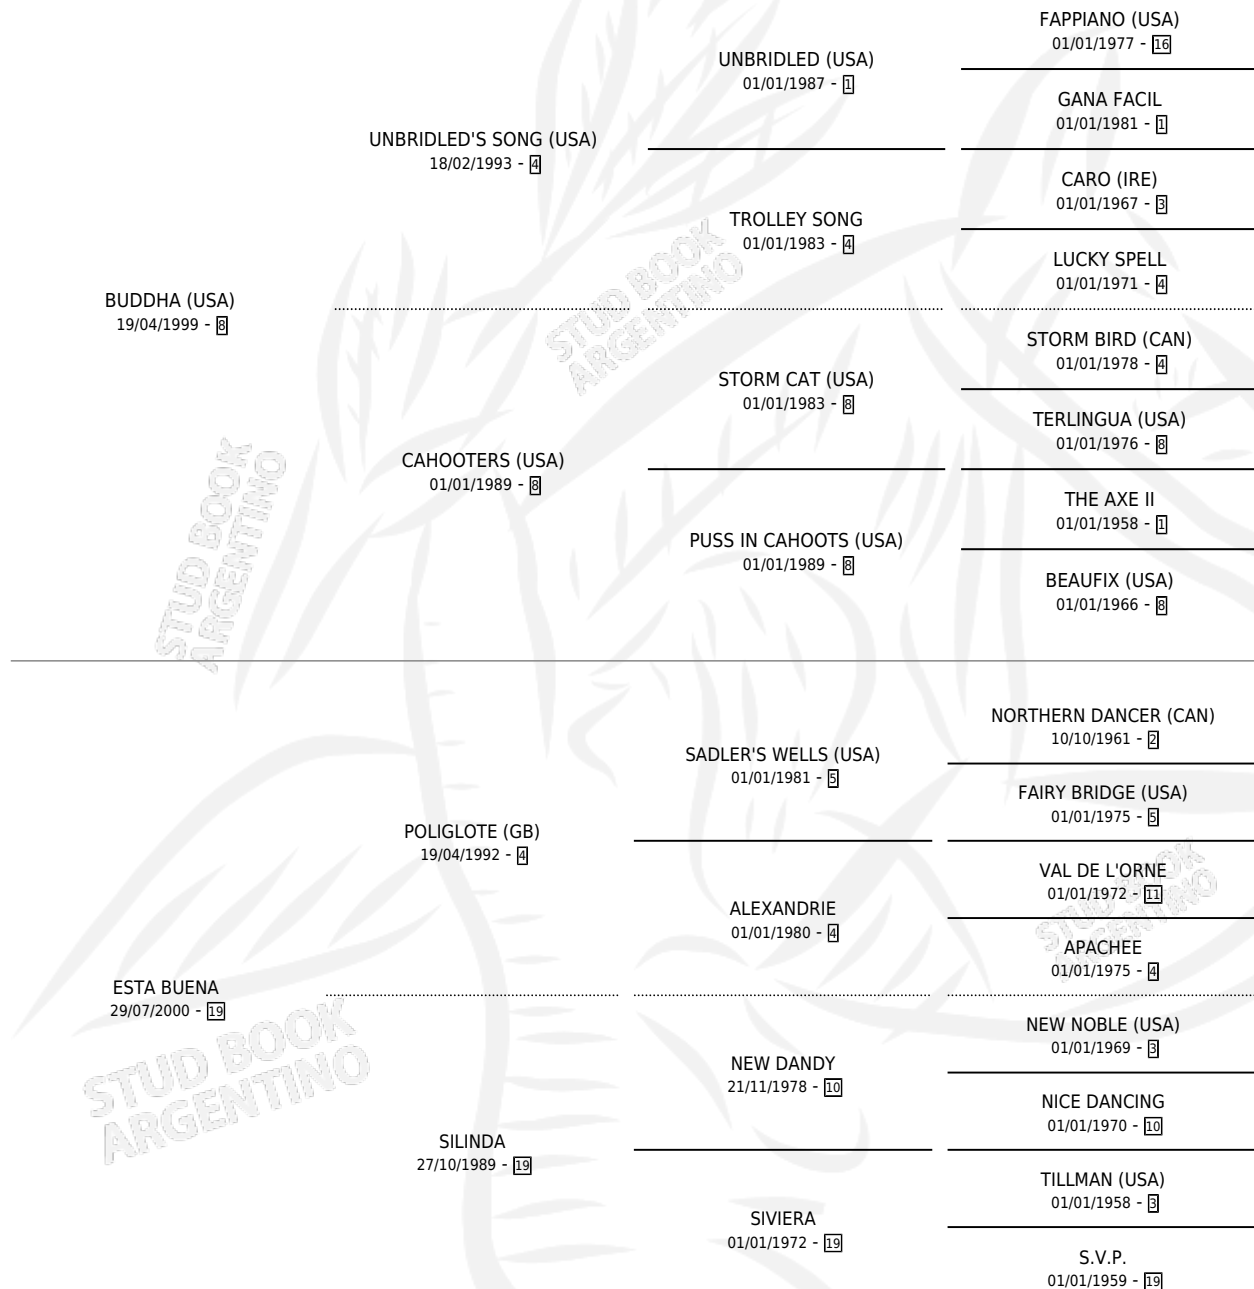 BUDDHA (USA)
19/04/1999 - 8
UNBRIDLED'S SONG (USA)
18/02/1993 - 4
CAHOOTERS (USA)
01/01/1989 - 8
UNBRIDLED (USA)
01/01/1987 - 1
TROLLEY SONG
01/01/1983 - 4
STORM CAT (USA)
01/01/1983 - 8
PUSS IN CAHOOTS (USA)
01/01/1989 - 8
FAPPIANO (USA)
01/01/1977 - 16
GANA FACIL
01/01/1981 - 1
CARO (IRE)
01/01/1967 - 3
LUCKY SPELL
01/01/1971 - 4
STORM BIRD (CAN)
01/01/1978 - 4
TERLINGUA (USA)
01/01/1976 - 8
THE AXE II
01/01/1958 - 1
BEAUFIX (USA)
01/01/1966 - 8
ESTA BUENA
29/07/2000 - 19
POLIGLOTE (GB)
19/04/1992 - 4
SILINDA
27/10/1989 - 19
SADLER'S WELLS (USA)
01/01/1981 - 5
ALEXANDRIE
01/01/1980 - 4
NEW DANDY
21/11/1978 - 10
SIVIERA
01/01/1972 - 19
NORTHERN DANCER (CAN)
10/10/1961 - 2
FAIRY BRIDGE (USA)
01/01/1975 - 5
VAL DE L'ORNE
01/01/1972 - 11
APACHEE
01/01/1975 - 4
NEW NOBLE (USA)
01/01/1969 - 3
NICE DANCING
01/01/1970 - 10
TILLMAN (USA)
01/01/1958 - 3
S.V.P.
01/01/1959 - 19
STUD BOOK
ARGENTINO
STUD BOOK
ARGENTINO
STUD BOOK
ARGENTINO
STUD BOOK
ARGENTINO